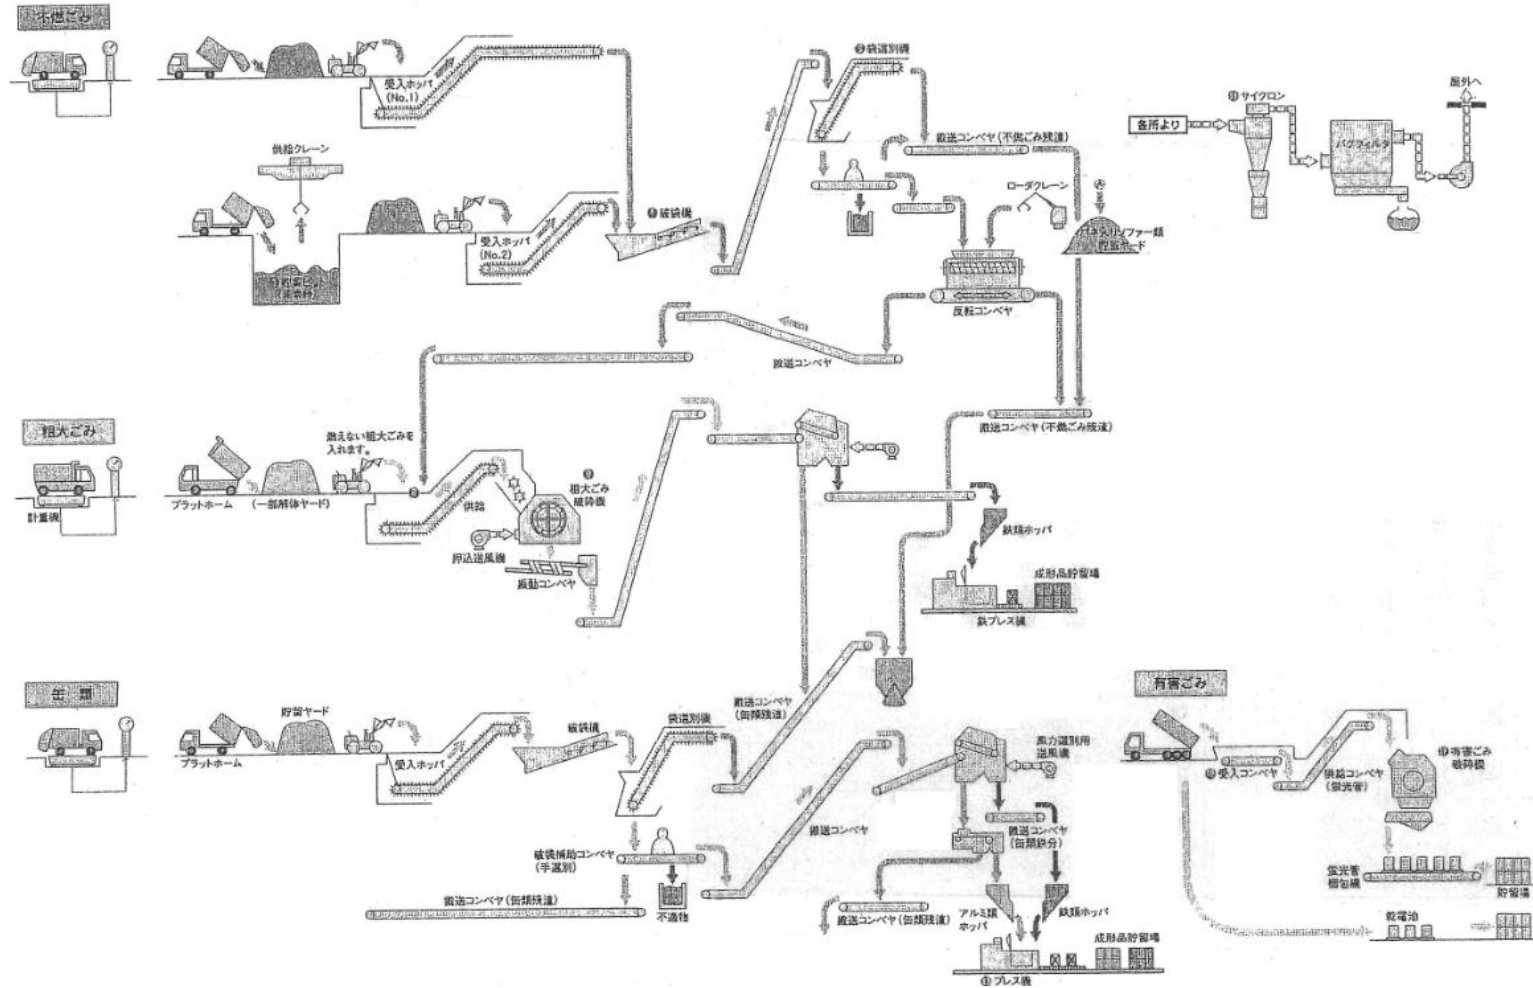 不燃ごみ
受入ホッパ
(No.1)
供給クレーン
受入ホッパ
(No.2)
破袋機
袋選別機
搬送コンベヤ(不燃ごみ残渣)
ローダクレーン
Ⓐ
バネ入りソファー類
貯留ヤード
反転コンベヤ
搬送コンベヤ
搬送コンベヤ(不燃ごみ残渣)
各所より
サイクロン
バグフィルタ
屋外へ
粗大ごみ
計重機
プラットホーム
(一部解体ヤード)
燃えない粗大ごみを
入れます。
供給
粗大ごみ
破砕機
押込送風機
振動コンベヤ
鉄類ホッパ
成形品貯留場
鉄プレス機
缶類
プラットホーム
貯留ヤード
受入ホッパ
破袋機
袋選別機
搬送コンベヤ
(缶類残渣)
破袋補助コンベヤ
(手選別)
不適物
搬送コンベヤ(缶類残渣)
搬送コンベヤ
風力選別用
送風機
搬送コンベヤ
(缶類鉄分)
搬送コンベヤ(缶類残渣)
アルミ類
ホッパ
鉄類ホッパ
成形品貯留場
プレス機
有害ごみ
受入コンベヤ
供給コンベヤ
(蛍光管)
有害ごみ
破砕機
蛍光管
梱包機
貯留場
乾電池